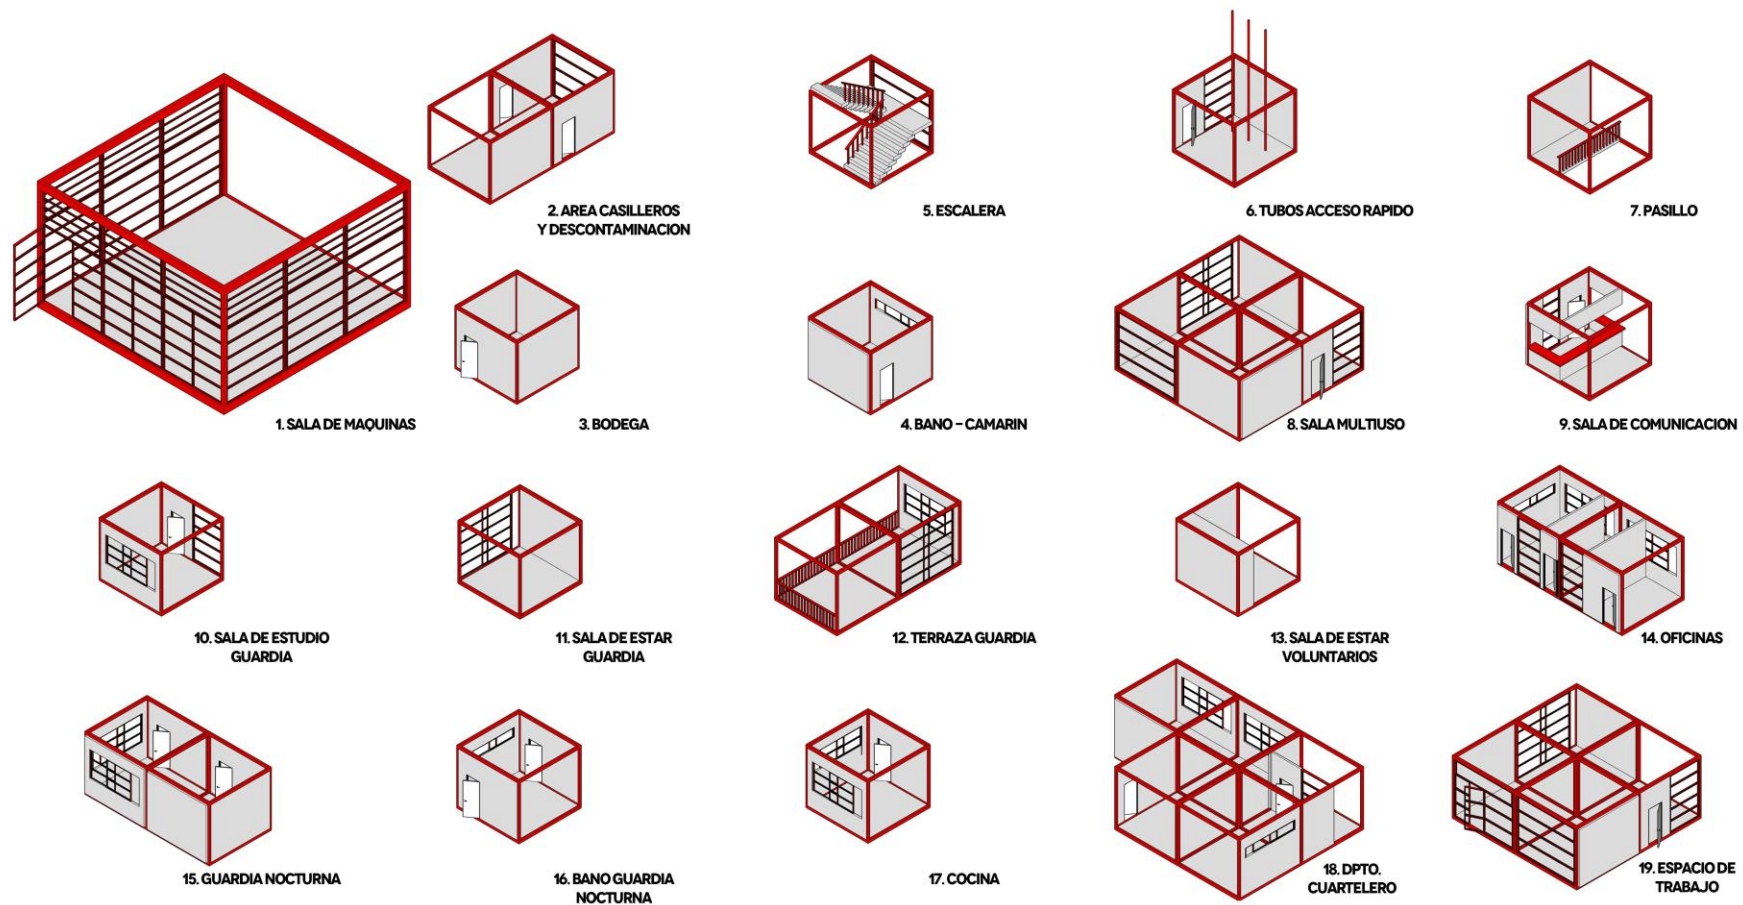 2. AREA CASILLEROS
Y DESCONTAMINACION
5. ESCALERA
6. TUBOS ACCESO RAPIDO
7. PASILLO
1. SALA DE MAQUINAS
3. BODEGA
4. BANO - CAMARIN
8. SALA MULTIUSO
9. SALA DE COMUNICACION
10. SALA DE ESTUDIO
GUARDIA
11. SALA DE ESTAR
GUARDIA
12. TERRAZA GUARDIA
13. SALA DE ESTAR
VOLUNTARIOS
14. OFICINAS
15. GUARDIA NOCTURNA
16. BANO GUARDIA
NOCTURNA
17. COCINA
18. DPTO.
CUARTELERO
19. ESPACIO DE
TRABAJO